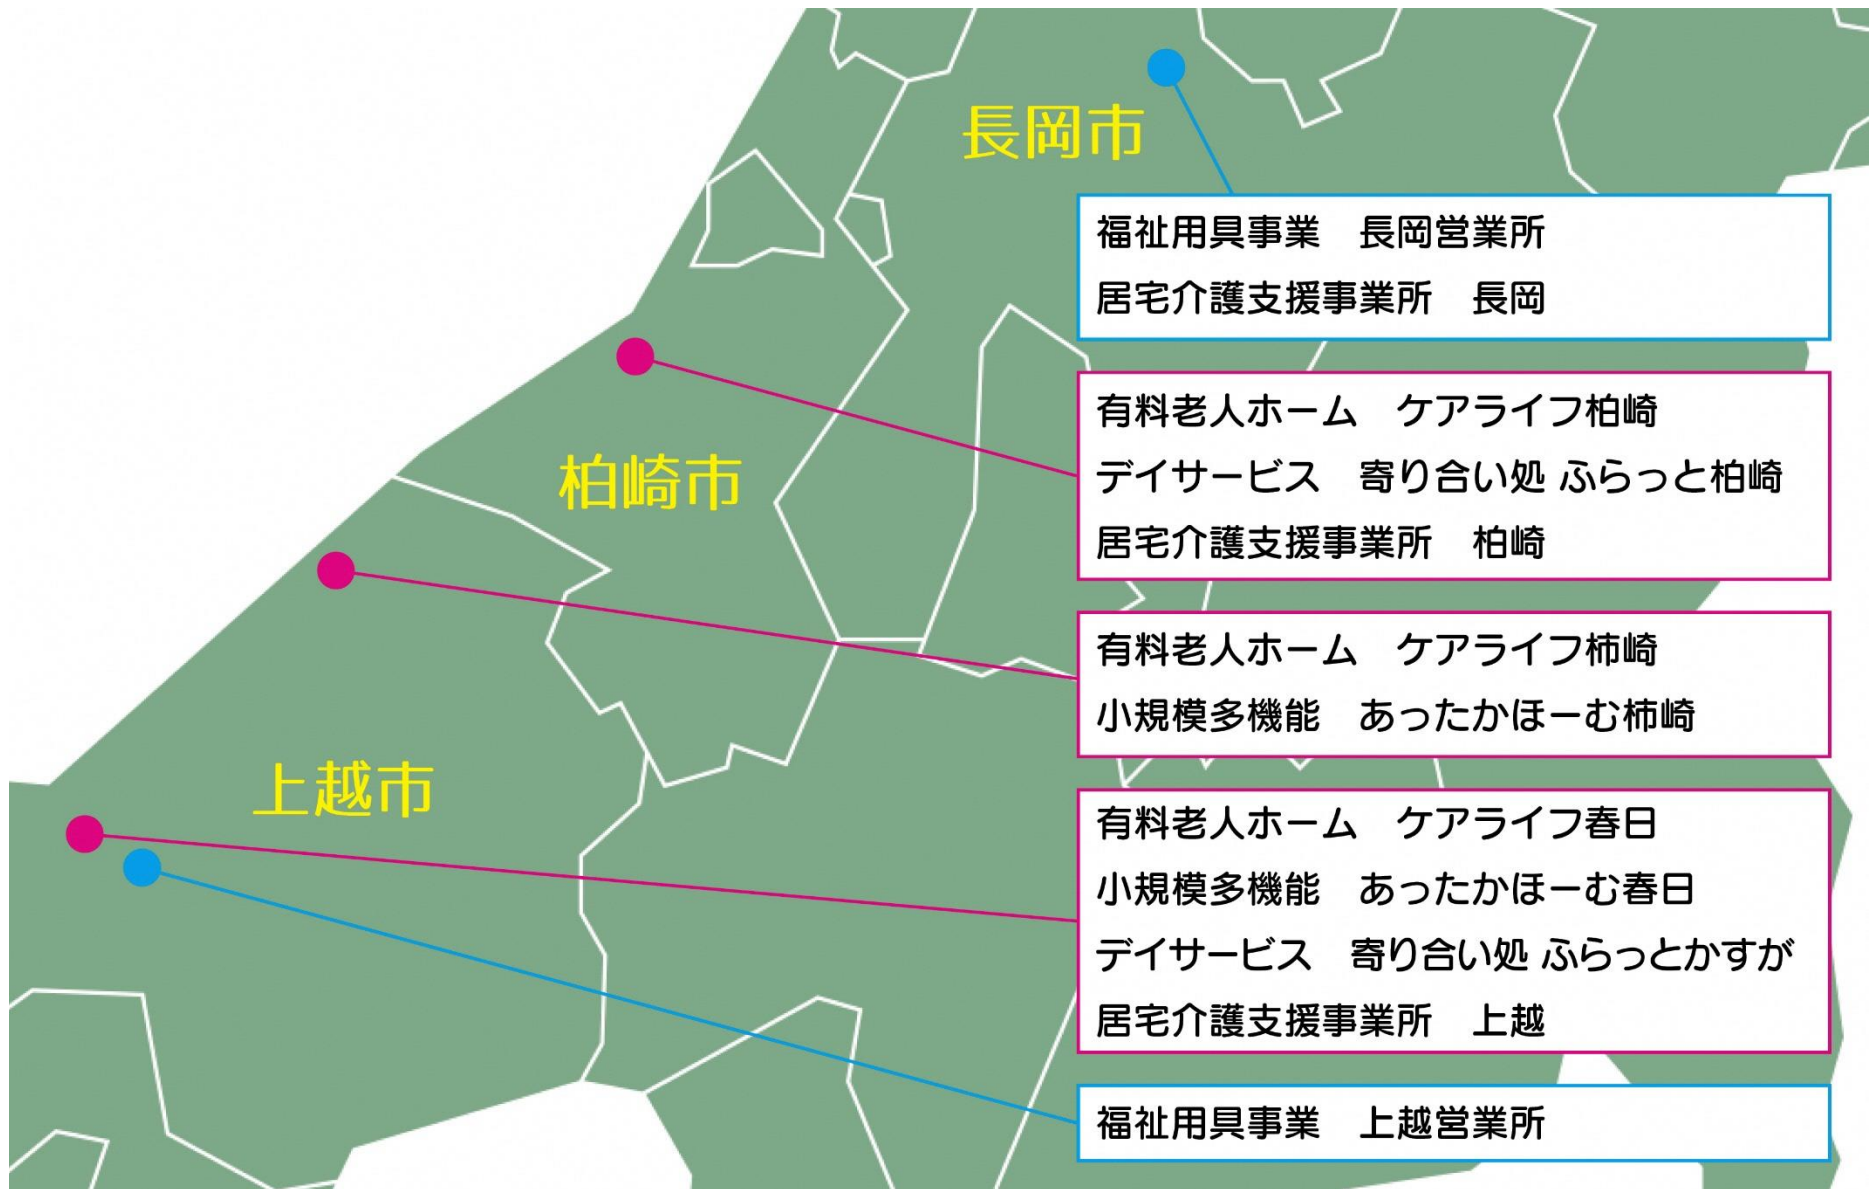 長岡市
福祉用具事業　長岡営業所
居宅介護支援事業所　長岡
有料老人ホーム　ケアライフ柏崎
デイサービス　寄り合い処 ふらっと柏崎
居宅介護支援事業所　柏崎
柏崎市
有料老人ホーム　ケアライフ柿崎
小規模多機能　あったかほーむ柿崎
上越市
有料老人ホーム　ケアライフ春日
小規模多機能　あったかほーむ春日
デイサービス　寄り合い処 ふらっとかすが
居宅介護支援事業所　上越
福祉用具事業　上越営業所